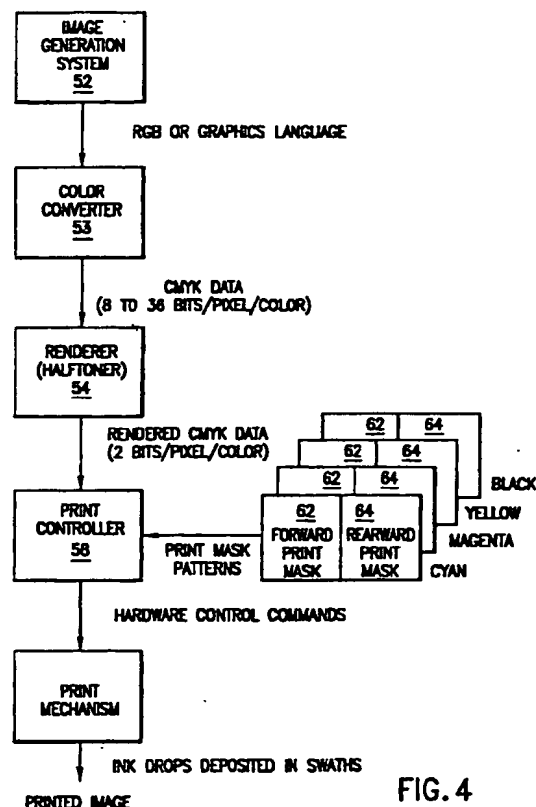 IMAGE
GENERATION
SYSTEM
52
RGB OR GRAPHICS LANGUAGE
COLOR
CONVERTER
53
CMYK DATA
(8 TO 36 BITS/PIXEL/COLOR)
RENDERER
(HALFTONER)
54
RENDERED CMYK DATA
(2 BITS/PIXEL/COLOR)
62 64
62 64
62 64
62 64
BLACK
YELLOW
MAGENTA
CYAN
FORWARD
PRINT
MASK
REARWARD
PRINT
MASK
PRINT
CONTROLLER
58
PRINT MASK
PATTERNS
HARDWARE CONTROL COMMANDS
PRINT
MECHANISM
INK DROPS DEPOSITED IN SWATHS
PRINTED IMAGE
FIG. 4